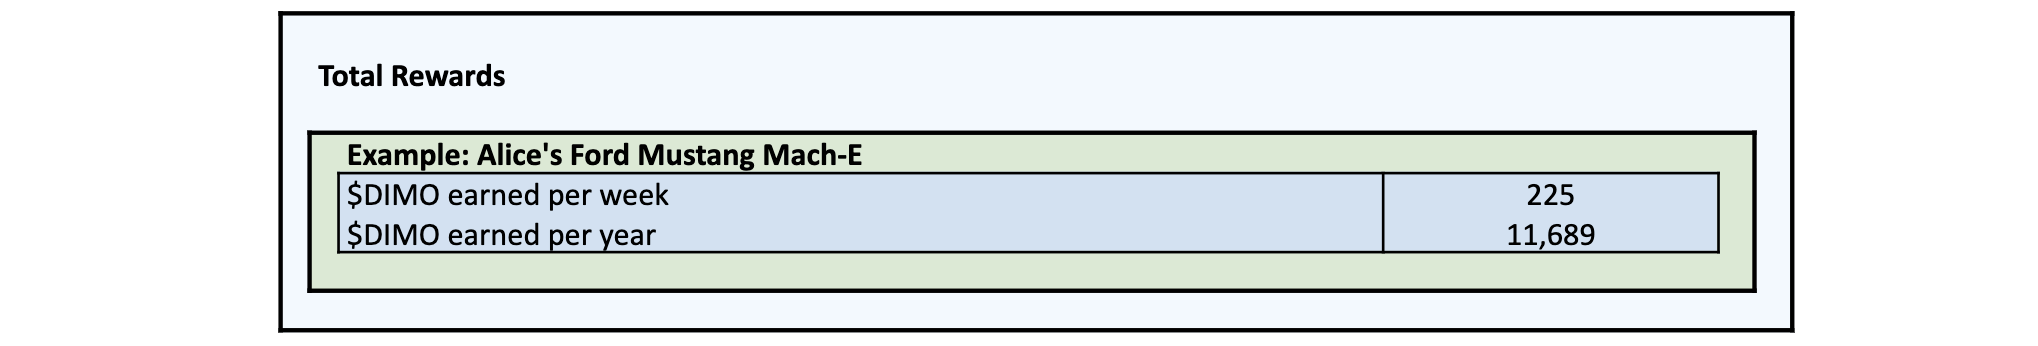 Total Rewards
Example: Alice's Ford Mustang Mach-E
$DIMO earned per week 225
$DIMO earned per year 11,689